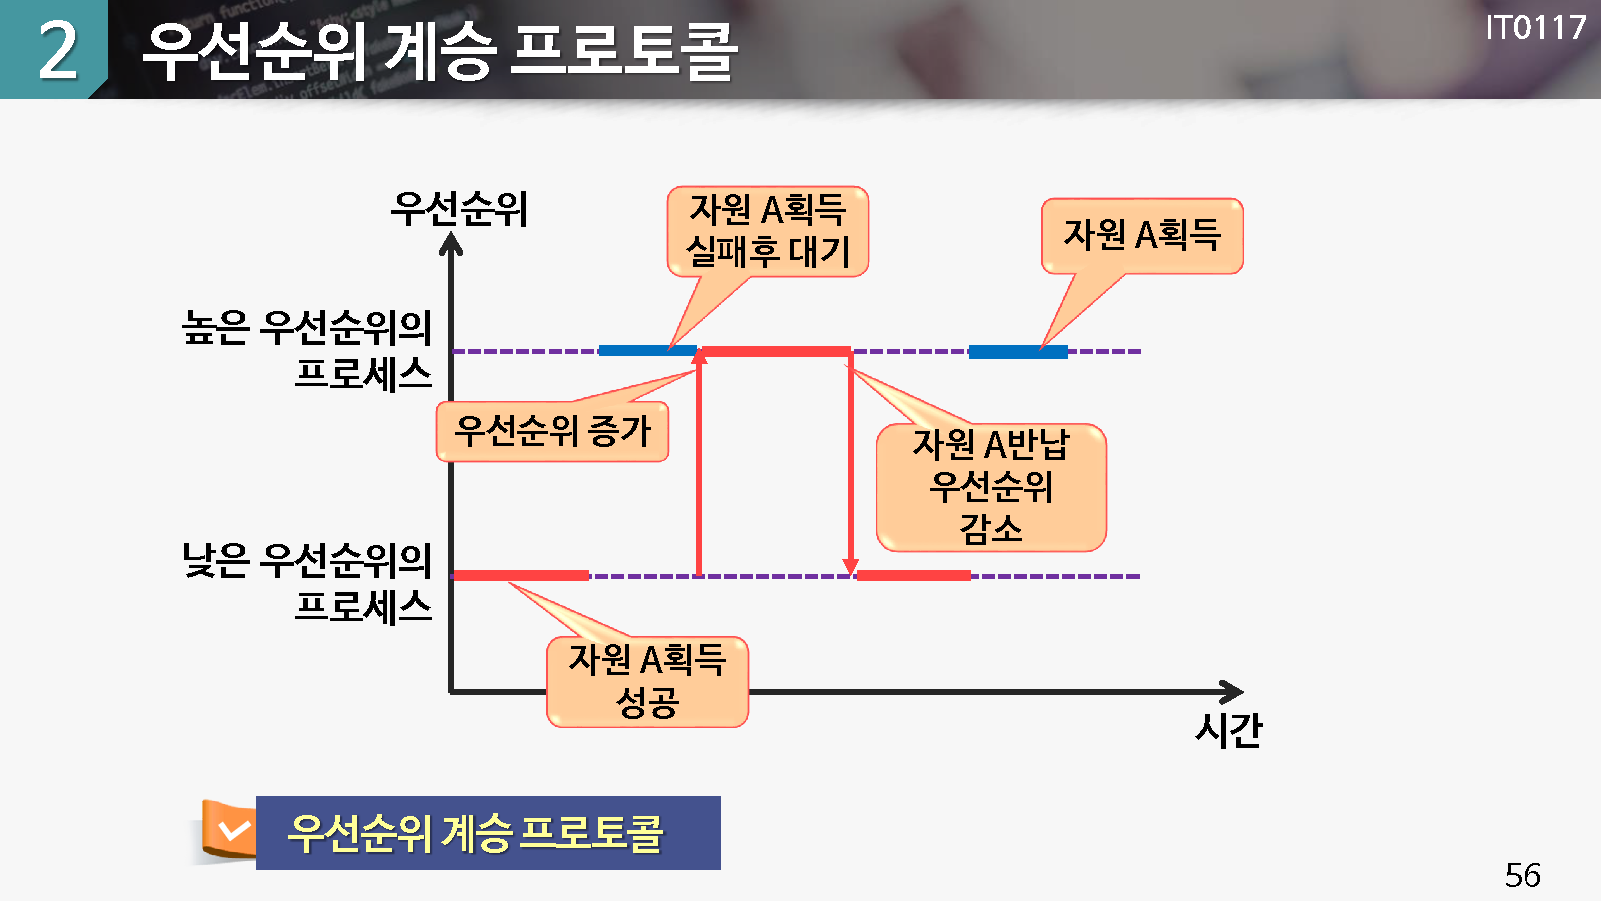 2
우선순위 계승 프로토콜
IT0117
우선순위
자원 A획득
실패후 대기
자원 A획득
높은 우선순위의
프로세스
우선순위 증가
자원 A반납
우선순위
감소
낮은 우선순위의
프로세스
자원 A획득
성공
시간
우선순위 계승 프로토콜
56